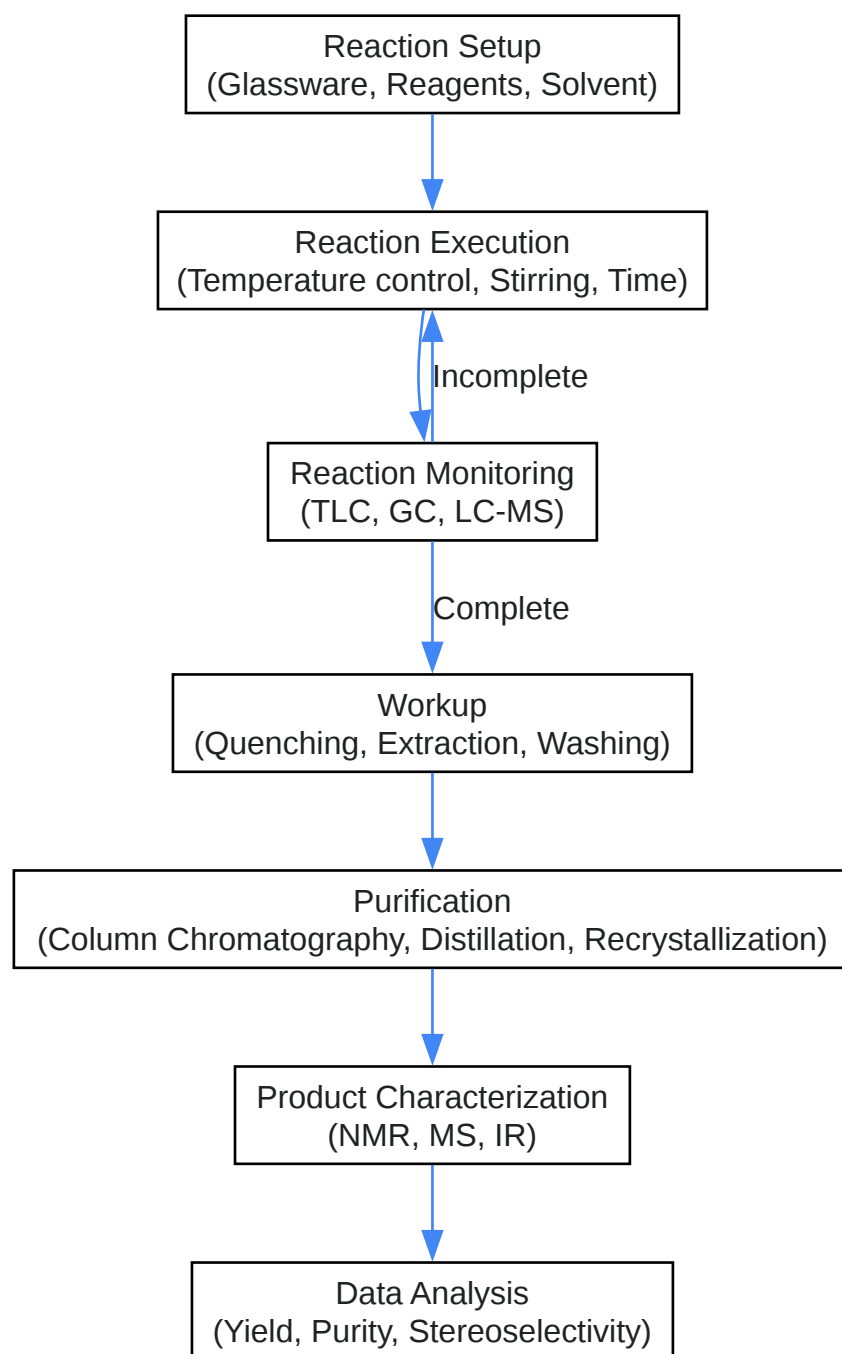 Reaction Setup
(Glassware, Reagents, Solvent)
Reaction Execution
(Temperature control, Stirring, Time)
Incomplete
Reaction Monitoring
(TLC, GC, LC-MS)
Complete
Workup
(Quenching, Extraction, Washing)
Purification
(Column Chromatography, Distillation, Recrystallization)
Product Characterization
(NMR, MS, IR)
Data Analysis
(Yield, Purity, Stereoselectivity)